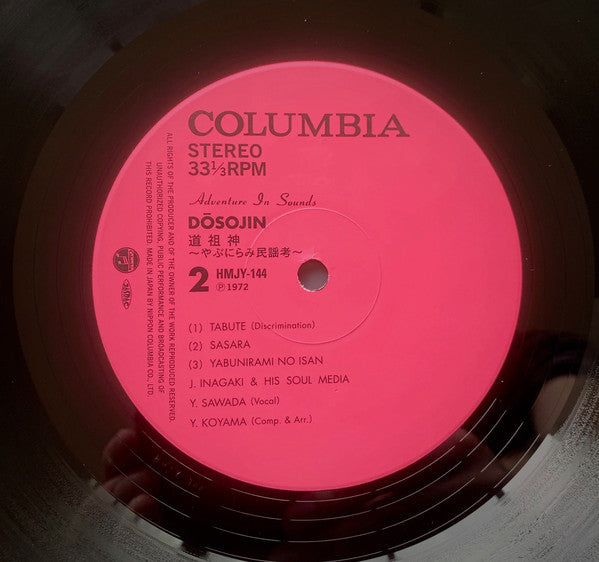 COLUMBIA
STEREO
33⅓RPM
Adventure In Sounds
DŌSOJIN
道祖神
～やぶにらみ民謡考～
2 HMJY-144
Ⓟ1972
(1) TABUTE (Discrimination)
(2) SASARA
(3) YABUNIRAMI NO ISAN
J. INAGAKI & HIS SOUL MEDIA
Y. SAWADA (Vocal)
Y. KOYAMA (Comp. & Arr.)
ALL RIGHTS OF THE PRODUCER AND OF THE OWNER OF THE WORK REPRODUCED RESERVED.
UNAUTHORIZED COPYING, PUBLIC PERFORMANCE AND BROADCASTING OF
THIS RECORD PROHIBITED. MADE IN JAPAN BY NIPPON COLUMBIA CO., LTD.